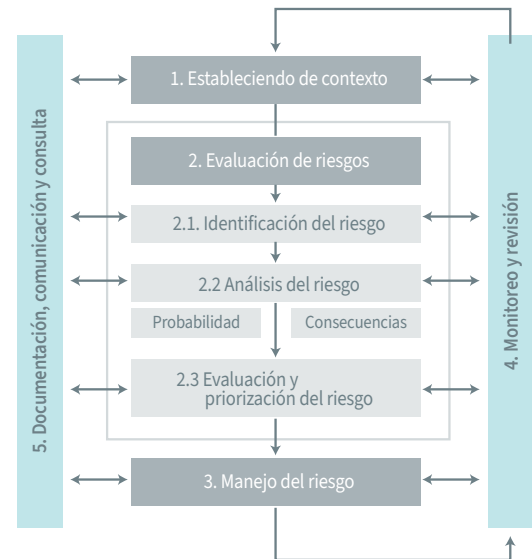 1. Estableciendo de contexto
2. Evaluación de riesgos
2.1. Identificación del riesgo
2.2 Análisis del riesgo
Probabilidad
Consecuencias
2.3 Evaluación y
priorización del riesgo
3. Manejo del riesgo
4. Monitoreo y revisión
5. Documentación, comunicación y consulta